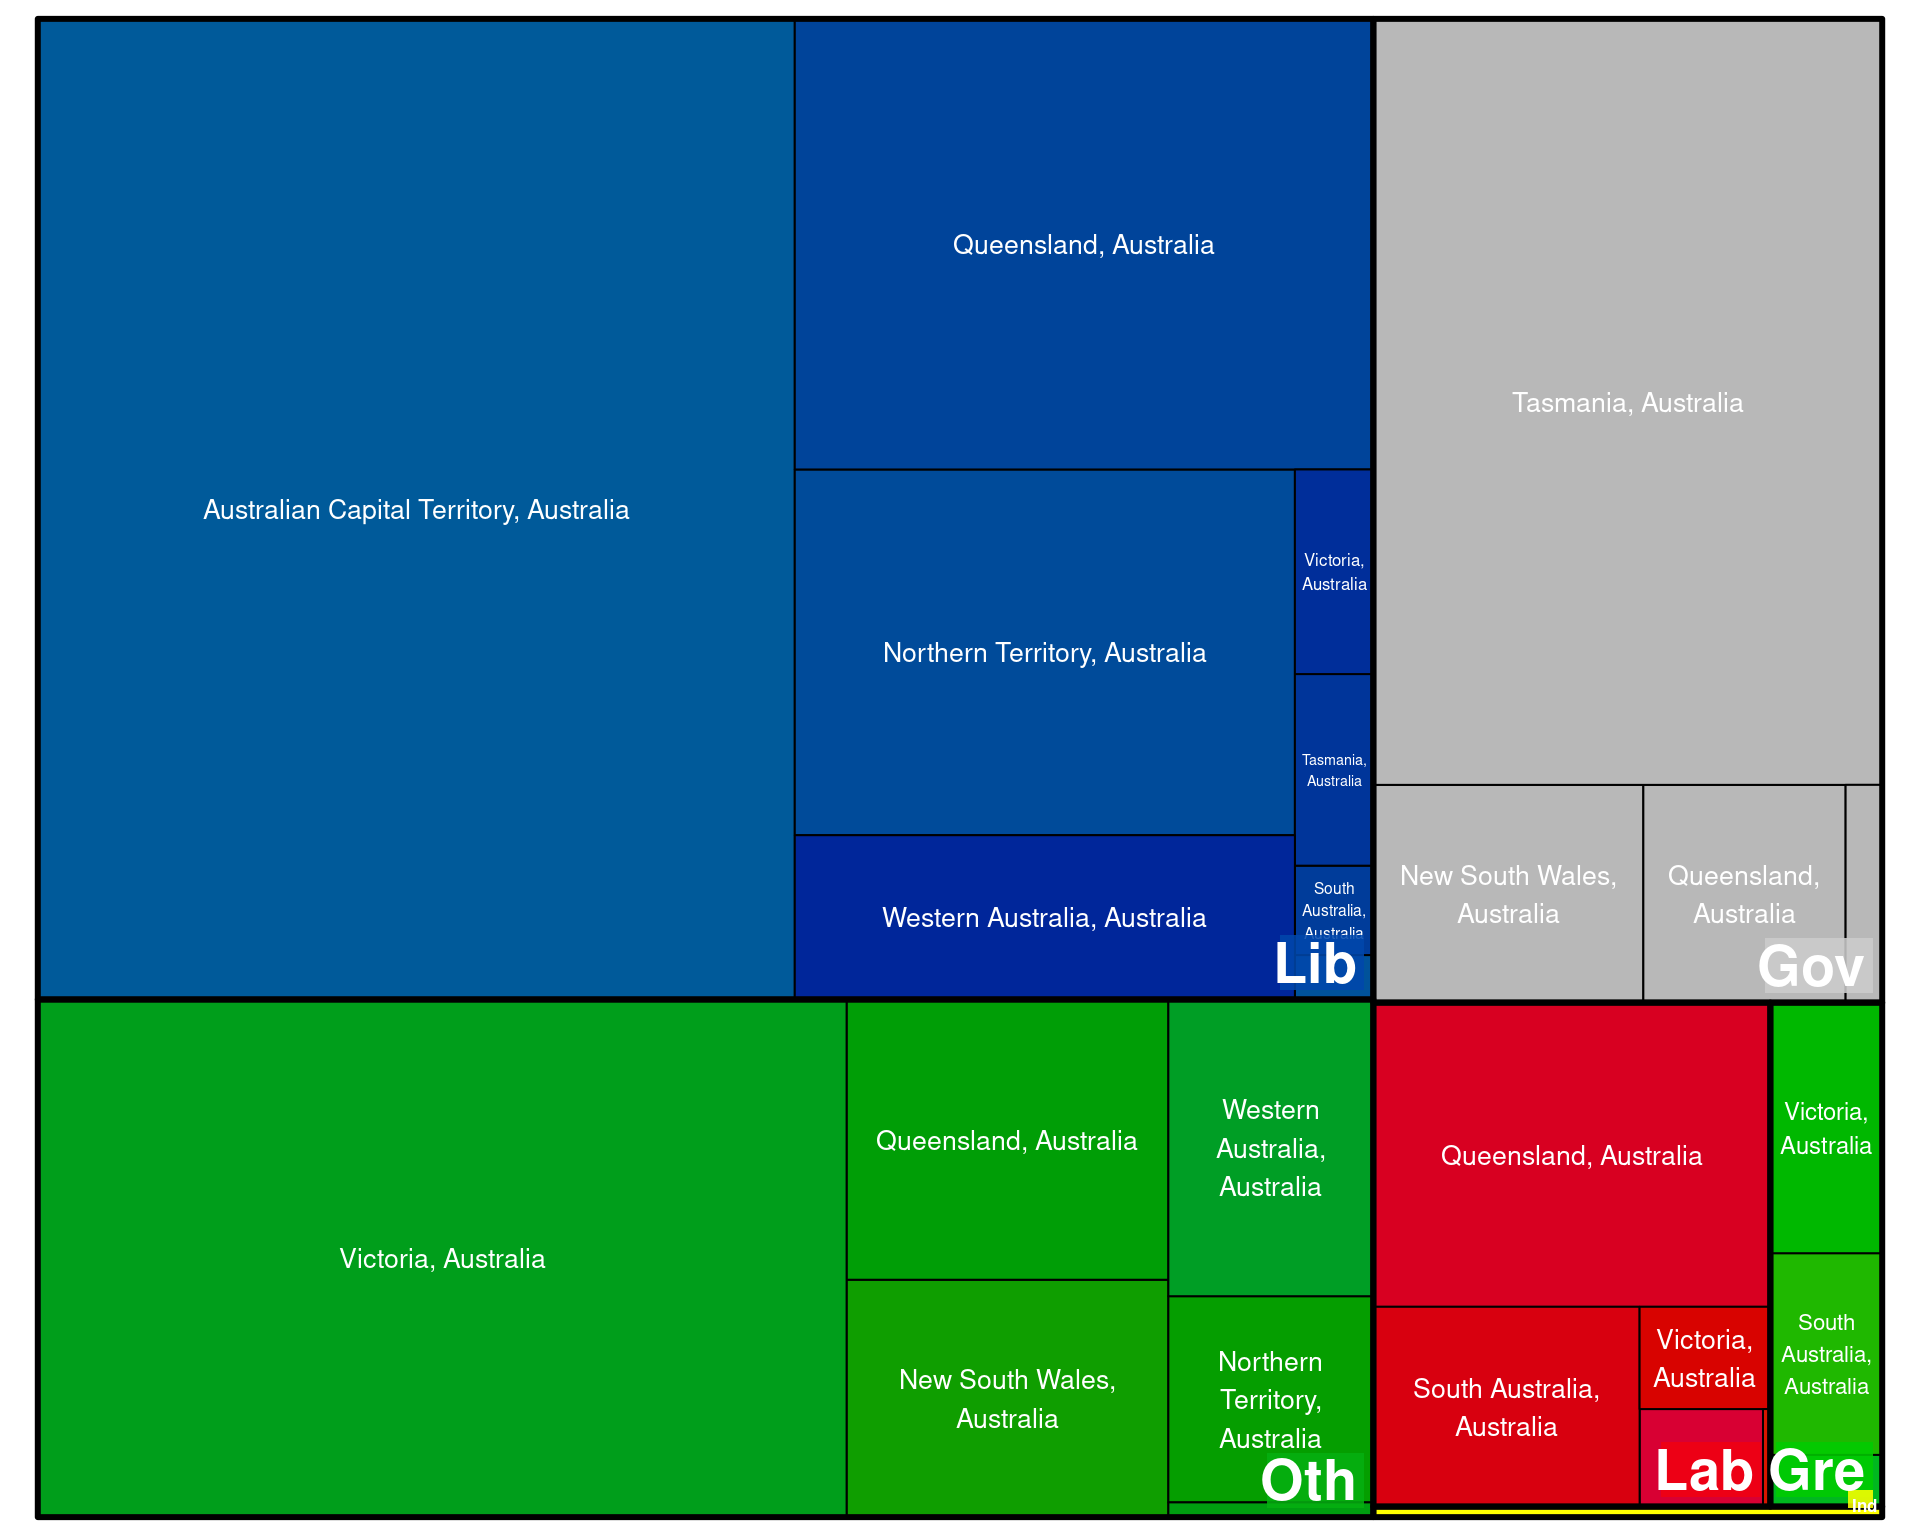 Australian Capital Territory, Australia
Queensland, Australia
Northern Territory, Australia
Victoria,
Australia
Tasmania,
Australia
Western Australia, Australia
South
Australia,
Australia
Lib
Tasmania, Australia
New South Wales,
Australia
Queensland,
Australia
Gov
Victoria, Australia
Queensland, Australia
New South Wales,
Australia
Western
Australia,
Australia
Northern
Territory,
Australia
Oth
Queensland, Australia
South Australia,
Australia
Victoria,
Australia
Lab
Victoria,
Australia
South
Australia,
Australia
Gre
Ind